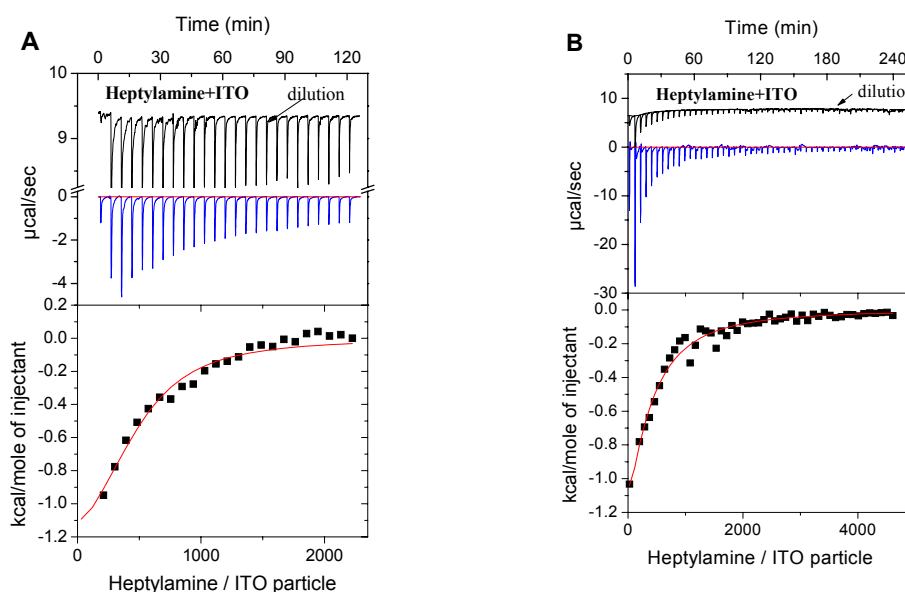 A
Time (min)
0 30 60 90 120
10
9
0
-2
-4
µcal/sec
Heptylamine+ITO
dilution
0.2
0.0
-0.2
-0.4
-0.6
-0.8
-1.0
-1.2
kcal/mole of injectant
0 1000 2000
Heptylamine / ITO particle
B
Time (min)
0 60 120 180 240
10
0
-10
-20
-30
µcal/sec
Heptylamine+ITO
dilutio
0.0
-0.2
-0.4
-0.6
-0.8
-1.0
-1.2
kcal/mole of injectant
0 2000 4000
Heptylamine / ITO particle